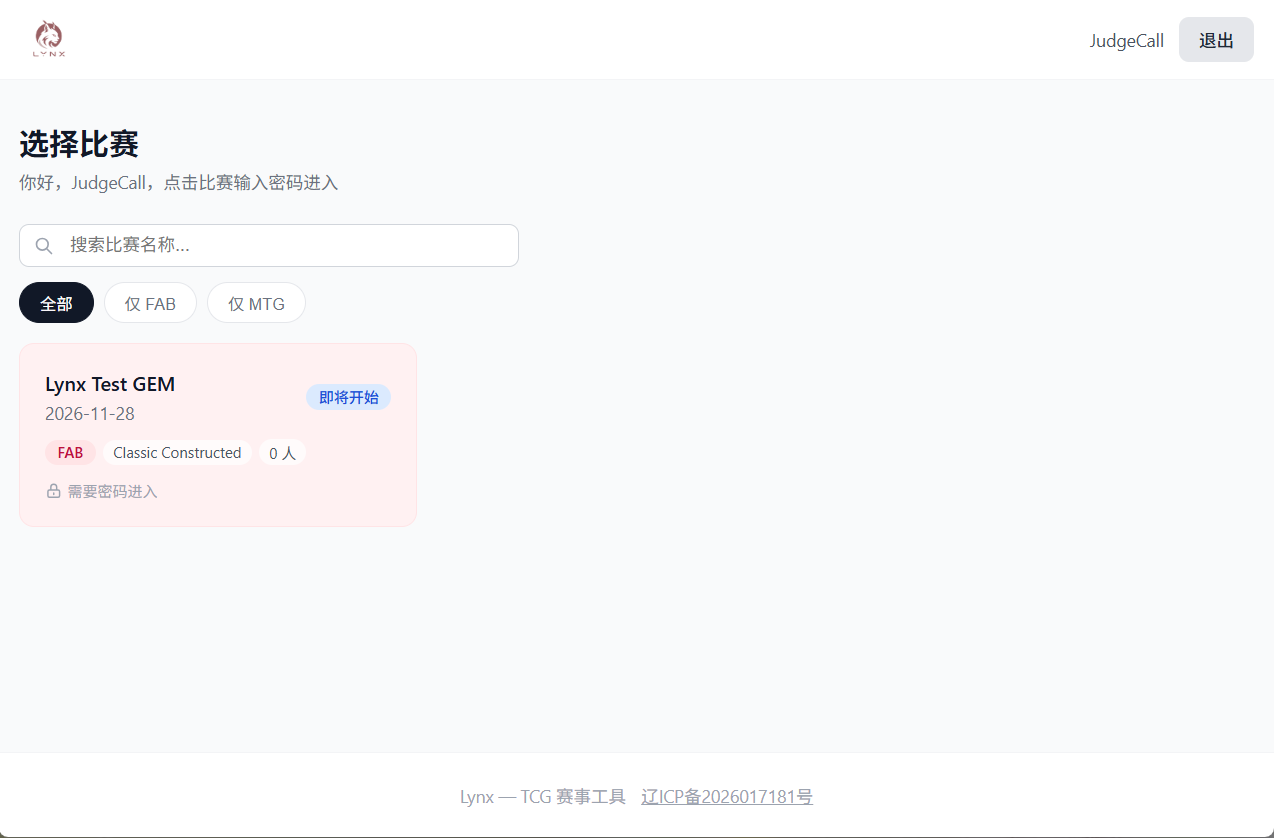 LYNX
JudgeCall 退出
选择比赛
你好，JudgeCall，点击比赛输入密码进入
搜索比赛名称...
全部 仅 FAB 仅 MTG
Lynx Test GEM
即将开始
2026-11-28
FAB Classic Constructed 0 人
需要密码进入
Lynx — TCG 赛事工具 辽ICP备2026017181号